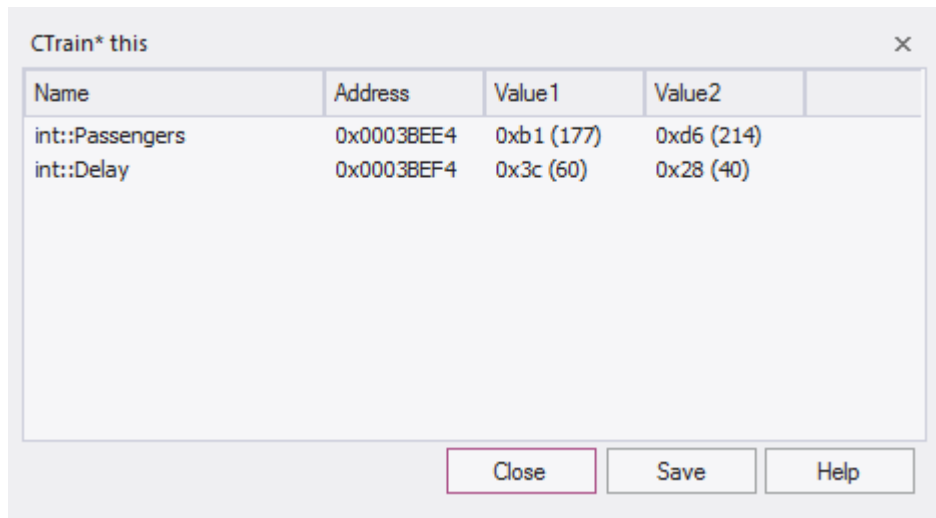 CTrain* this
Name Address Value1 Value2
int::Passengers 0x0003BEE4 0xb1 (177) 0xd6 (214)
int::Delay 0x0003BEF4 0x3c (60) 0x28 (40)
Close Save Help